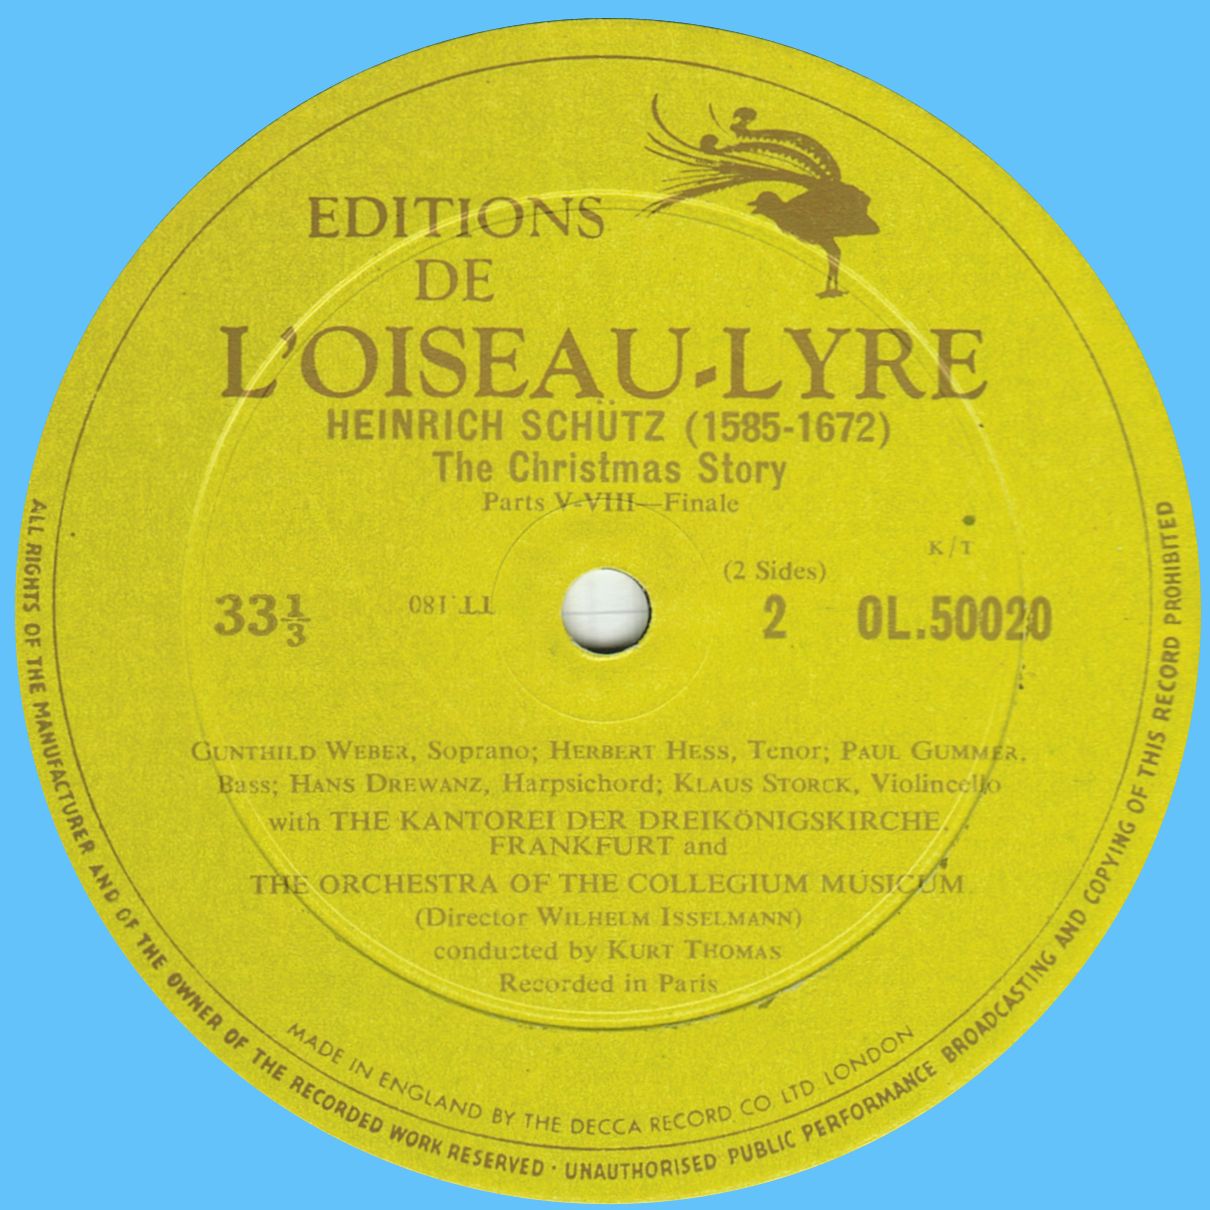 EDITIONS
DE
L'OISEAU-LYRE
HEINRICH SCHÜTZ (1585-1672)
The Christmas Story
Parts V-VIII—Finale
K/T
(2 Sides)
33⅓
TT.180
2
OL.50020
GUNTHILD WEBER, Soprano; HERBERT HESS, Tenor; PAUL GUMMER,
Bass; HANS DREWANZ, Harpsichord; KLAUS STORCK, Violincello
with THE KANTOREI DER DREIKÖNIGSKIRCHE,
FRANKFURT and
THE ORCHESTRA OF THE COLLEGIUM MUSICUM
(Director WILHELM ISSELMANN)
conducted by KURT THOMAS
Recorded in Paris
MADE IN ENGLAND BY THE DECCA RECORD CO LTD LONDON
ALL RIGHTS OF THE MANUFACTURER AND OF THE OWNER OF THE RECORDED WORK RESERVED · UNAUTHORISED PUBLIC PERFORMANCE BROADCASTING AND COPYING OF THIS RECORD PROHIBITED